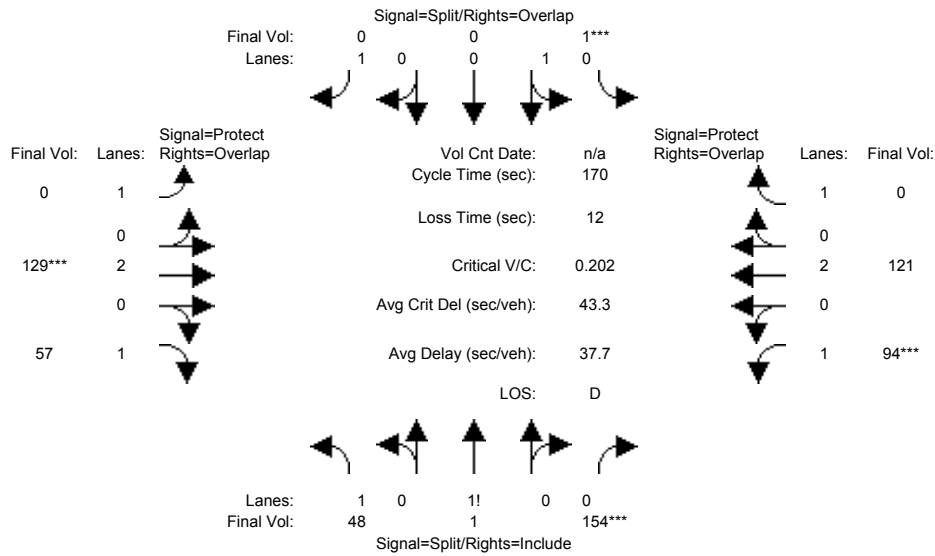 Signal=Split/Rights=Overlap
Final Vol: 0 0 1***
Lanes: 1 0 0 1 0
Signal=Protect
Final Vol: Lanes: Rights=Overlap
Vol Cnt Date: n/a
Signal=Protect
Rights=Overlap Lanes: Final Vol:
Cycle Time (sec): 170
0 1
1 0
Loss Time (sec): 12
0
0
129*** 2
Critical V/C: 0.202
2 121
0
Avg Crit Del (sec/veh): 43.3
0
57 1
Avg Delay (sec/veh): 37.7
1 94***
LOS: D
Lanes: 1 0 1! 0 0
Final Vol: 48 1 154***
Signal=Split/Rights=Include